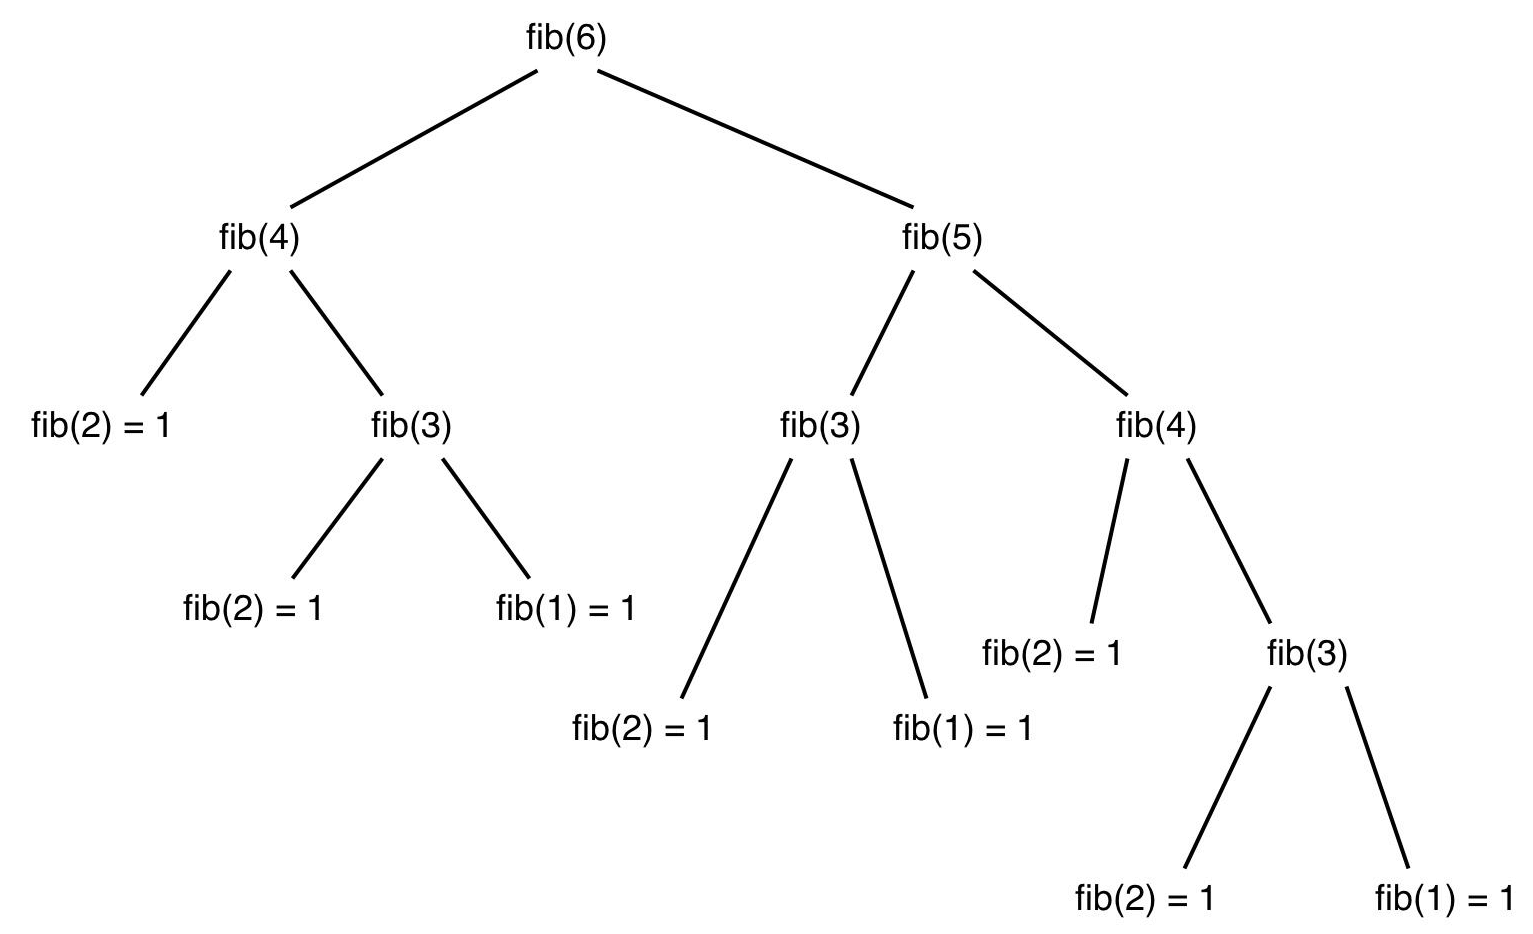 fib(6)
fib(4)
fib(5)
fib(2) = 1
fib(3)
fib(3)
fib(4)
fib(2) = 1
fib(1) = 1
fib(2) = 1
fib(3)
fib(2) = 1
fib(1) = 1
fib(2) = 1
fib(1) = 1